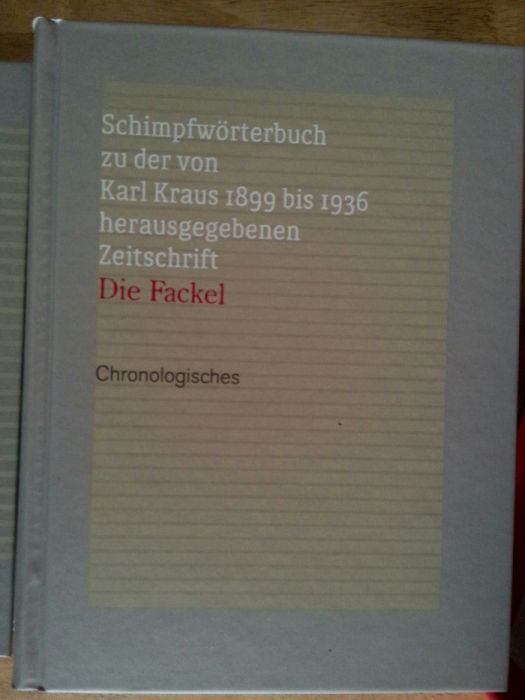 Schimpfwörterbuch
zu der von
Karl Kraus 1899 bis 1936
herausgegebenen
Zeitschrift
Die Fackel
Chronologisches